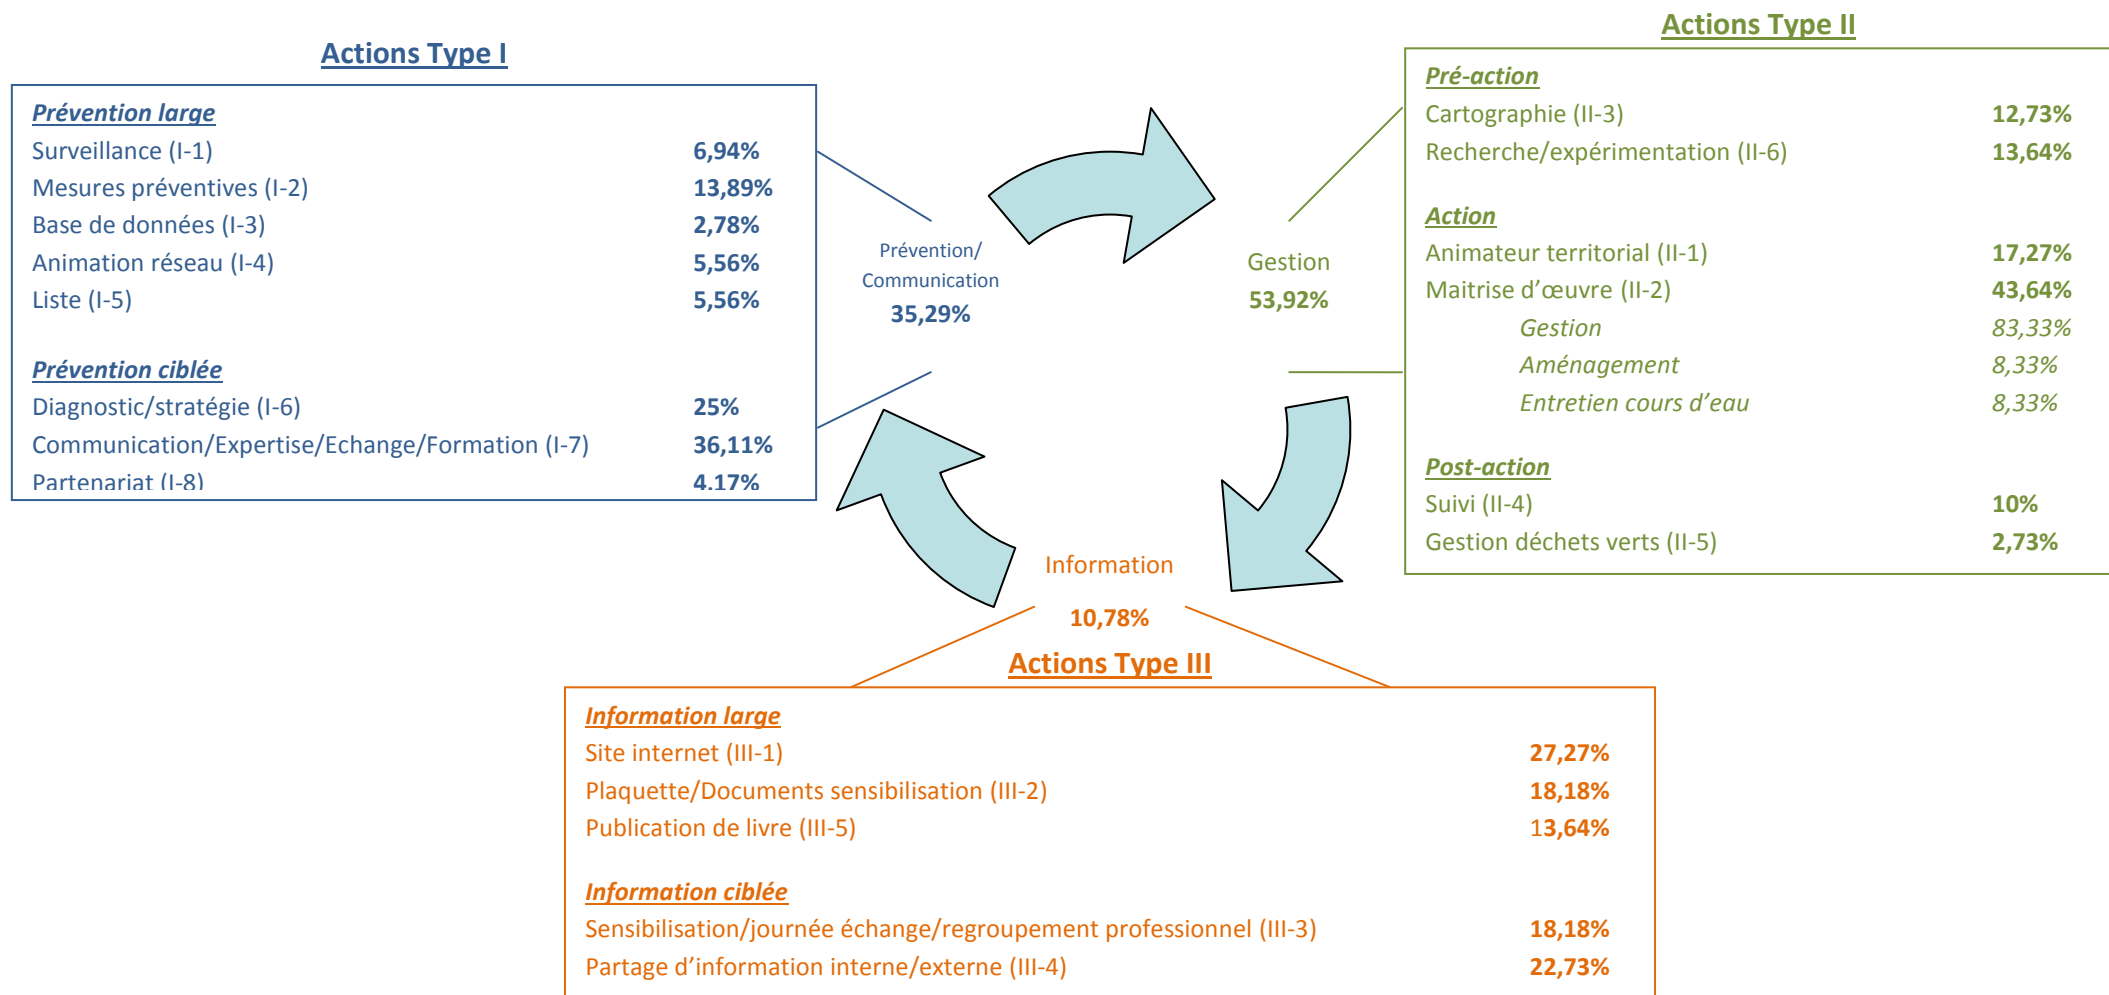 Actions Type I
Prévention large
Surveillance (I-1) 6,94%
Mesures préventives (I-2) 13,89%
Base de données (I-3) 2,78%
Animation réseau (I-4) 5,56%
Liste (I-5) 5,56%
Prévention ciblée
Diagnostic/stratégie (I-6) 25%
Communication/Expertise/Echange/Formation (I-7) 36,11%
Partenariat (I-8) 4,17%
Prévention/
Communication
35,29%
Gestion
53,92%
Actions Type II
Pré-action
Cartographie (II-3) 12,73%
Recherche/expérimentation (II-6) 13,64%
Action
Animateur territorial (II-1) 17,27%
Maitrise d’œuvre (II-2) 43,64%
Gestion 83,33%
Aménagement 8,33%
Entretien cours d’eau 8,33%
Post-action
Suivi (II-4) 10%
Gestion déchets verts (II-5) 2,73%
Information
10,78%
Actions Type III
Information large
Site internet (III-1) 27,27%
Plaquette/Documents sensibilisation (III-2) 18,18%
Publication de livre (III-5) 13,64%
Information ciblée
Sensibilisation/journée échange/regroupement professionnel (III-3) 18,18%
Partage d’information interne/externe (III-4) 22,73%